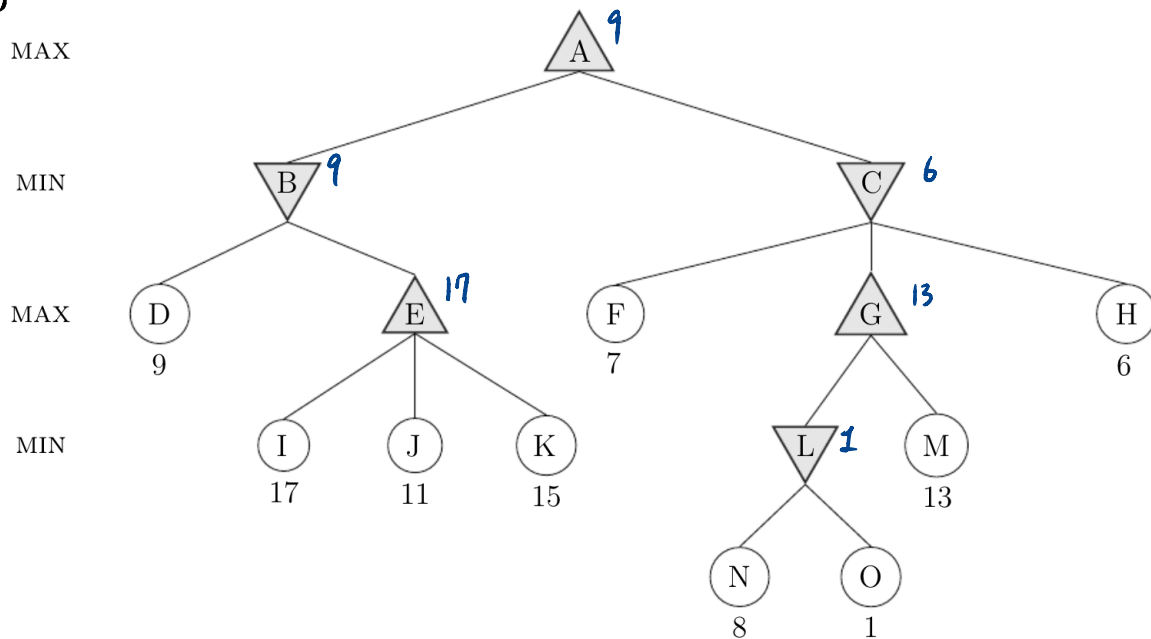 MAX A 9
MIN B 9 C 6
MAX D E 17 F G 13 H
9 7 6
MIN I J K L 1 M
17 11 15 13
N O
8 1